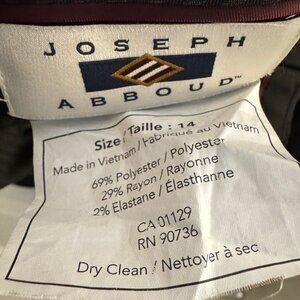 JOSEPH
ABBOUD™
Size/Taille : 14
Made in Vietnam/Fabriqué au Vietnam
69% Polyester / Polyester
29% Rayon / Rayonne
2% Elastane / Élasthanne
CA 01129
RN 90736
Dry Clean / Nettoyer à sec